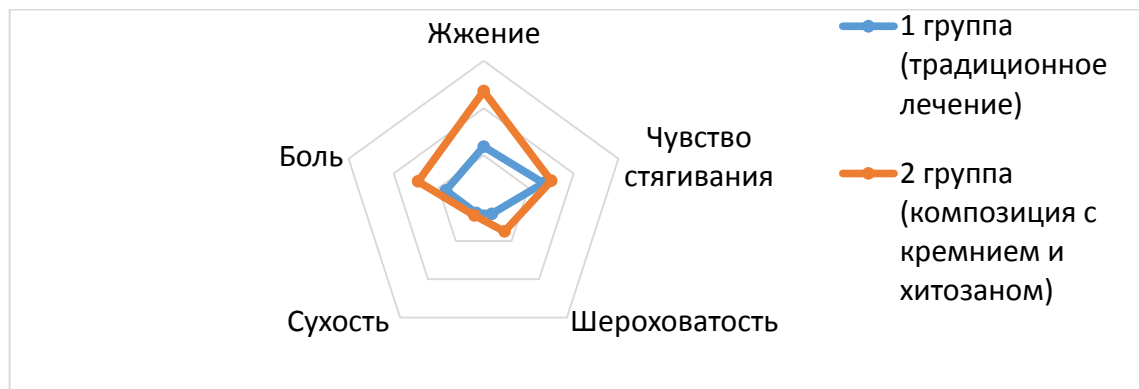 Жжение
Чувство
стягивания
Шероховатость
Сухость
Боль
1 группа
(традиционное
лечение)
2 группа
(композиция с
кремнием и
хитозаном)